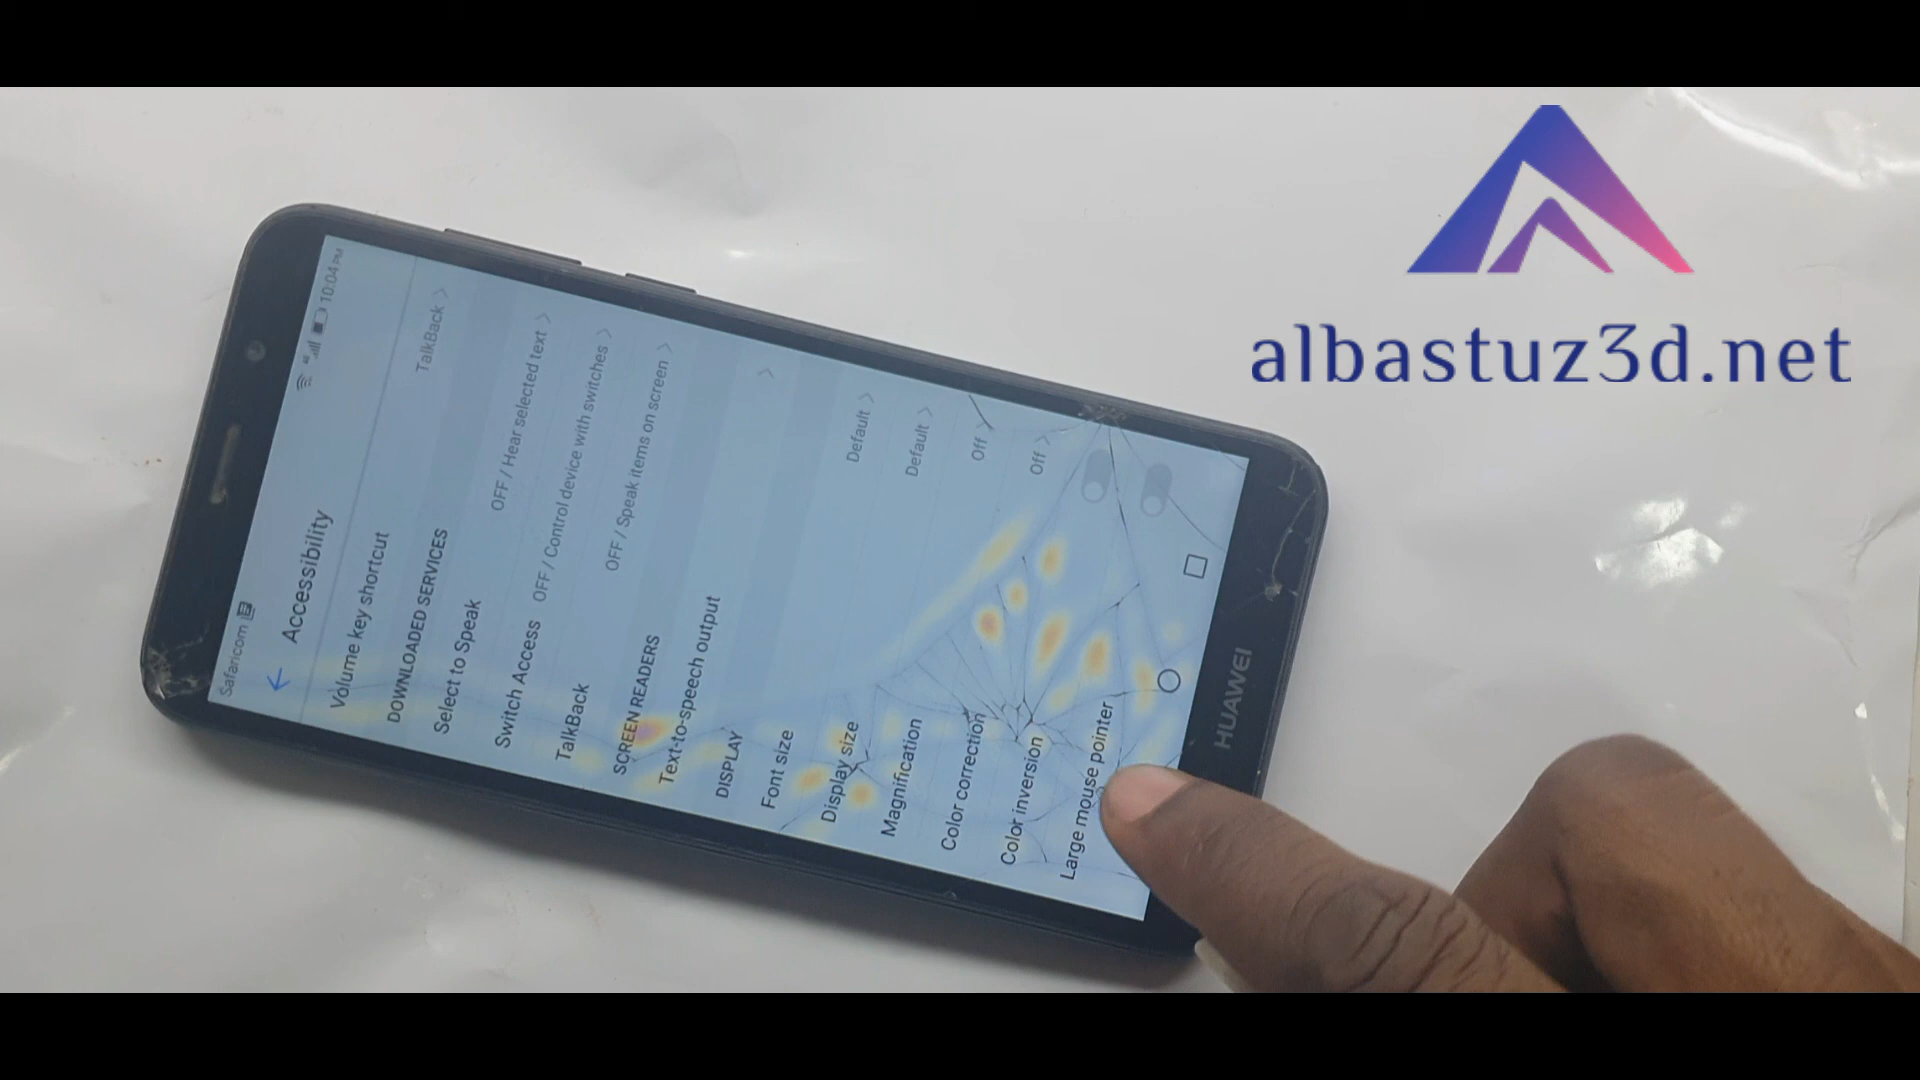 albastuz3d.net
Safaricom
10:04 PM
Accessibility
Volume key shortcut
TalkBack
DOWNLOADED SERVICES
Select to Speak
OFF / Hear selected text
Switch Access
OFF / Control device with switches
TalkBack
OFF / Speak items on screen
SCREEN READERS
Text-to-speech output
DISPLAY
Font size
Default
Display size
Default
Magnification
Off
Color correction
Off
Color inversion
Large mouse pointer
HUAWEI